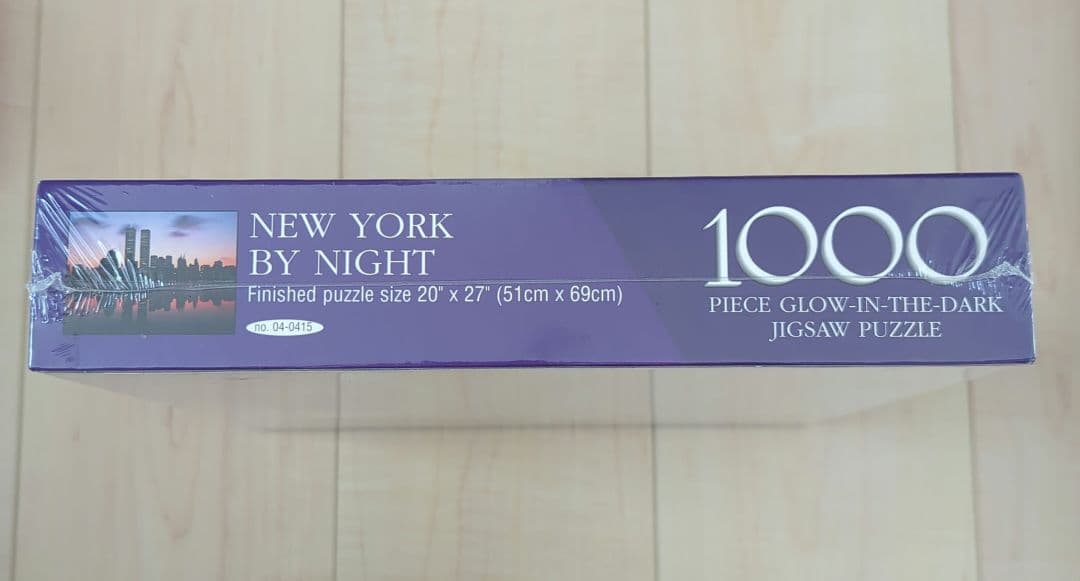 NEW YORK
BY NIGHT
Finished puzzle size 20" x 27" (51cm x 69cm)
no. 04-0415
1000
PIECE GLOW-IN-THE-DARK
JIGSAW PUZZLE